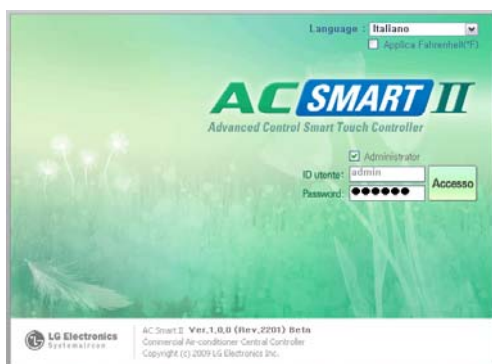 Language : Italiano
Applica Fahrenheit(°F)
AC SMART II
Advanced Control Smart Touch Controller
Administrator
ID utente: admin
Password: ●●●●●●
Accesso
LG Electronics
Systemaircon
AC Smart II Ver.1.0.0 (Rev.2201) Beta
Commercial Air-conditioner Central Controller
Copyright (c) 2009 LG Electronics Inc.